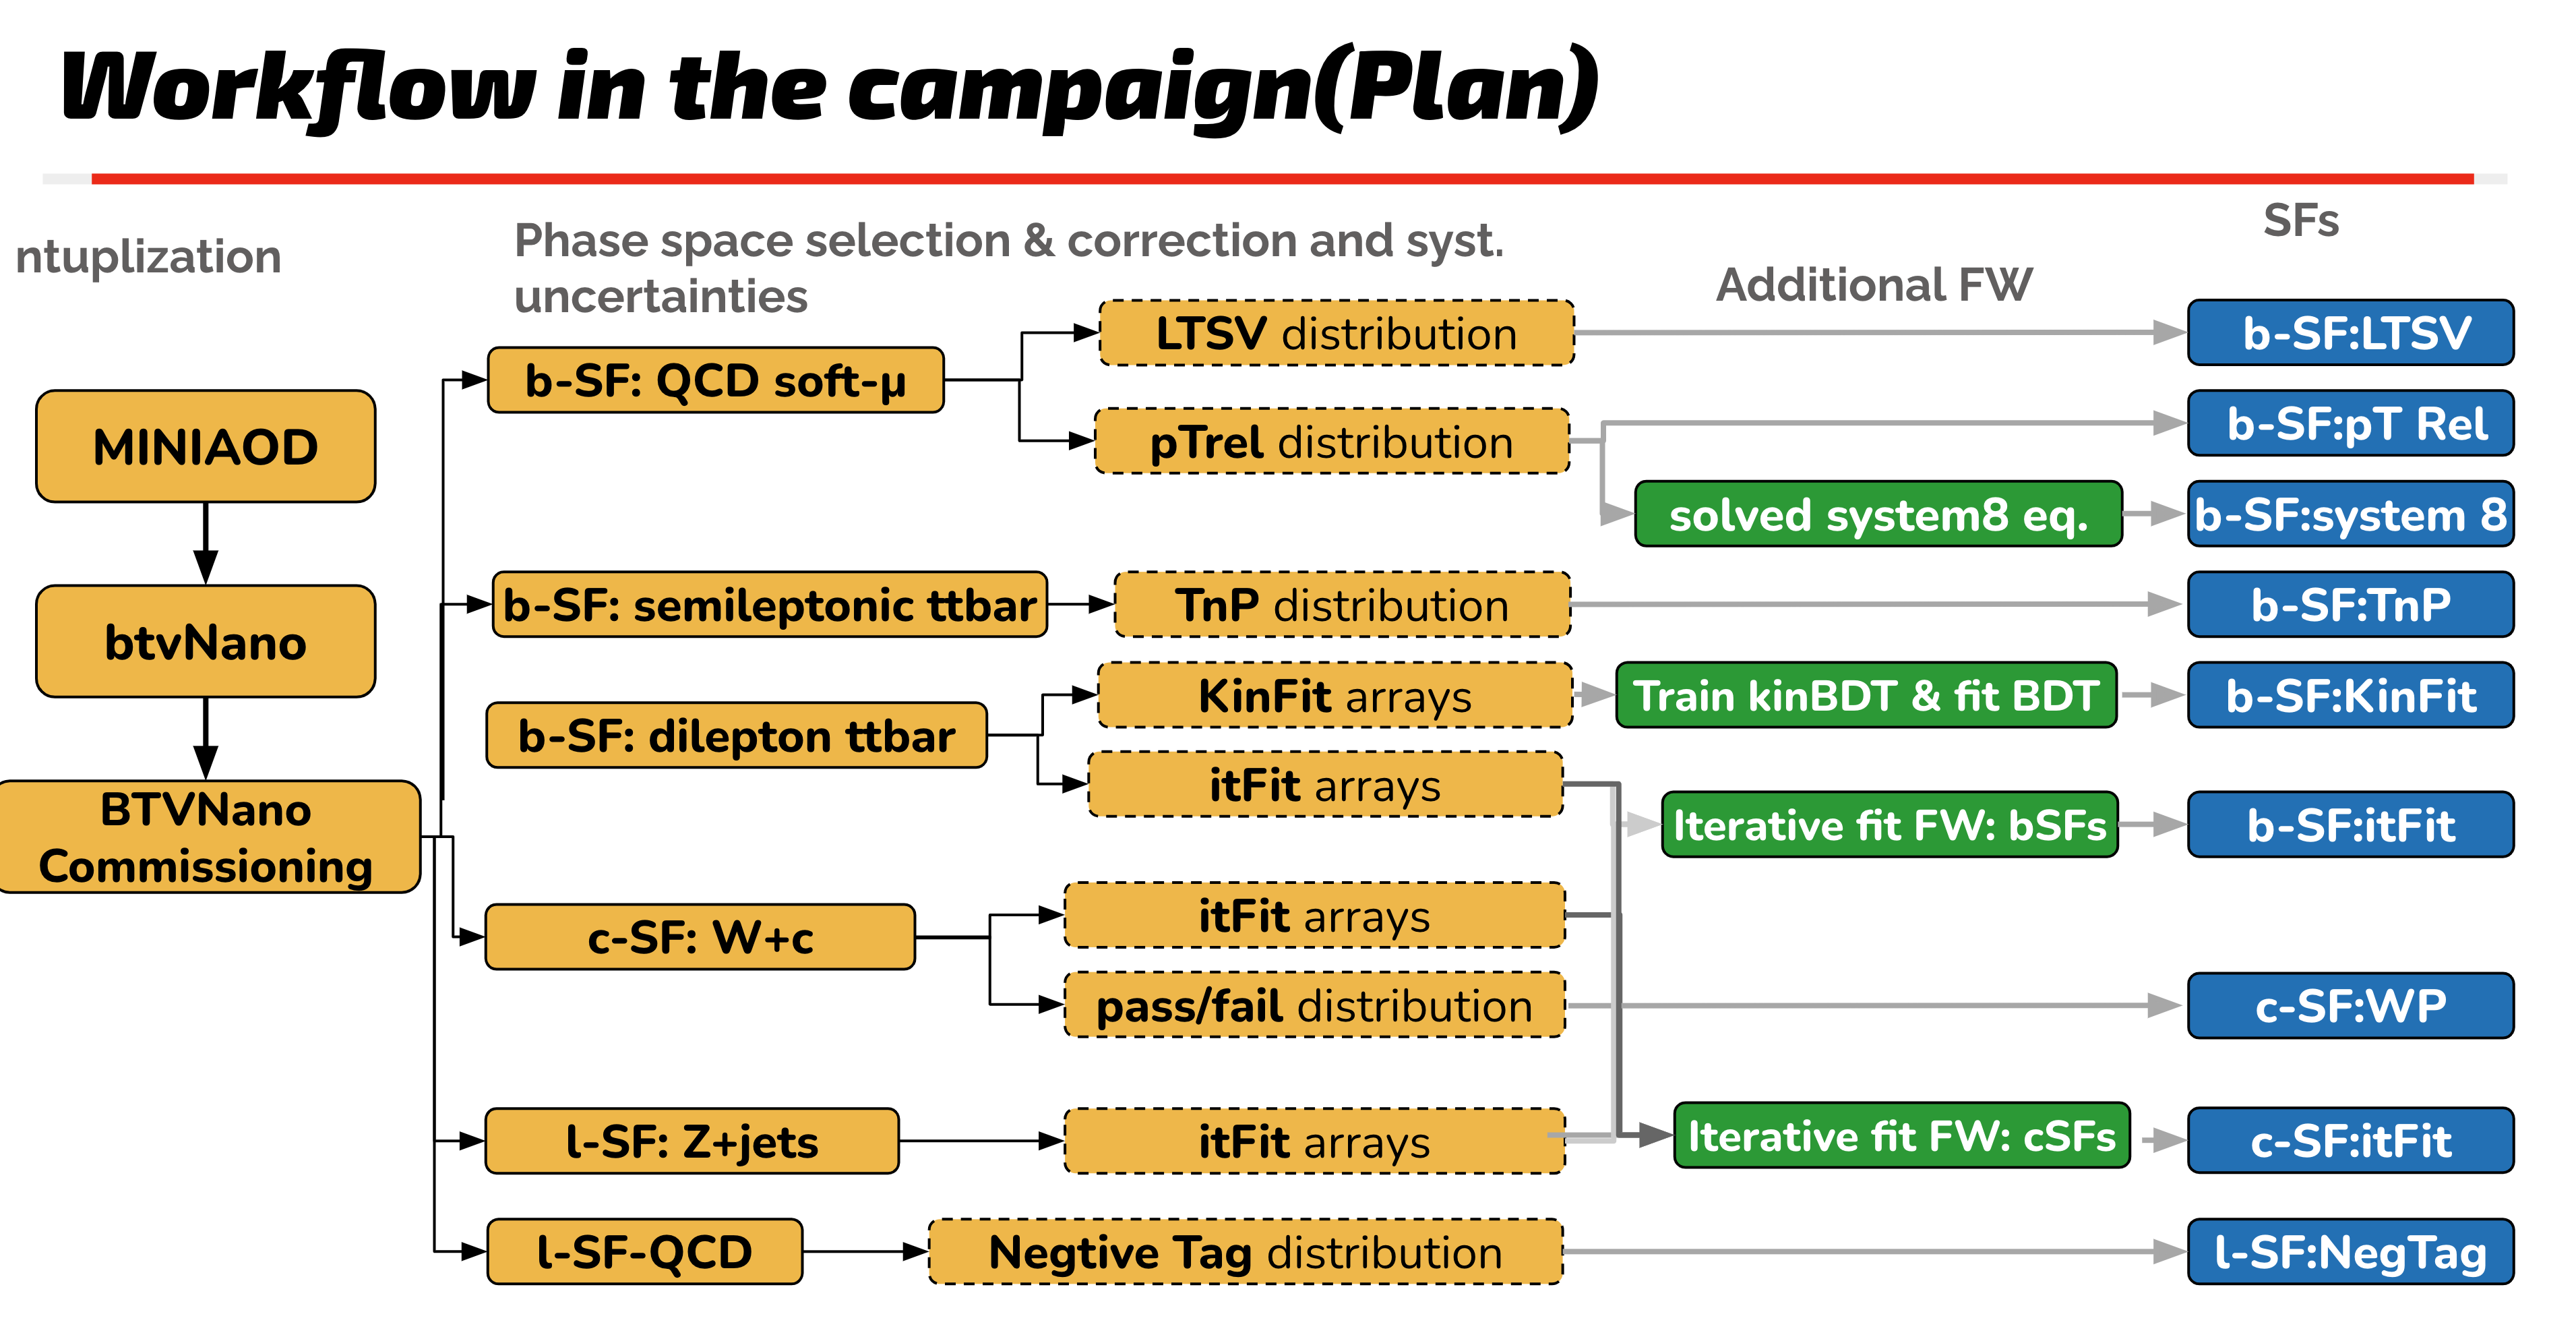 Workflow in the campaign(Plan)
ntuplization
Phase space selection & correction and syst.
uncertainties
Additional FW
SFs
MINIAOD
btvNano
BTVNano
Commissioning
b-SF: QCD soft-μ
LTSV distribution
b-SF:LTSV
pTrel distribution
b-SF:pT Rel
solved system8 eq.
b-SF:system 8
b-SF: semileptonic ttbar
TnP distribution
b-SF:TnP
b-SF: dilepton ttbar
KinFit arrays
Train kinBDT & fit BDT
b-SF:KinFit
itFit arrays
Iterative fit FW: bSFs
b-SF:itFit
c-SF: W+c
itFit arrays
pass/fail distribution
c-SF:WP
l-SF: Z+jets
itFit arrays
Iterative fit FW: cSFs
c-SF:itFit
l-SF-QCD
Negtive Tag distribution
l-SF:NegTag